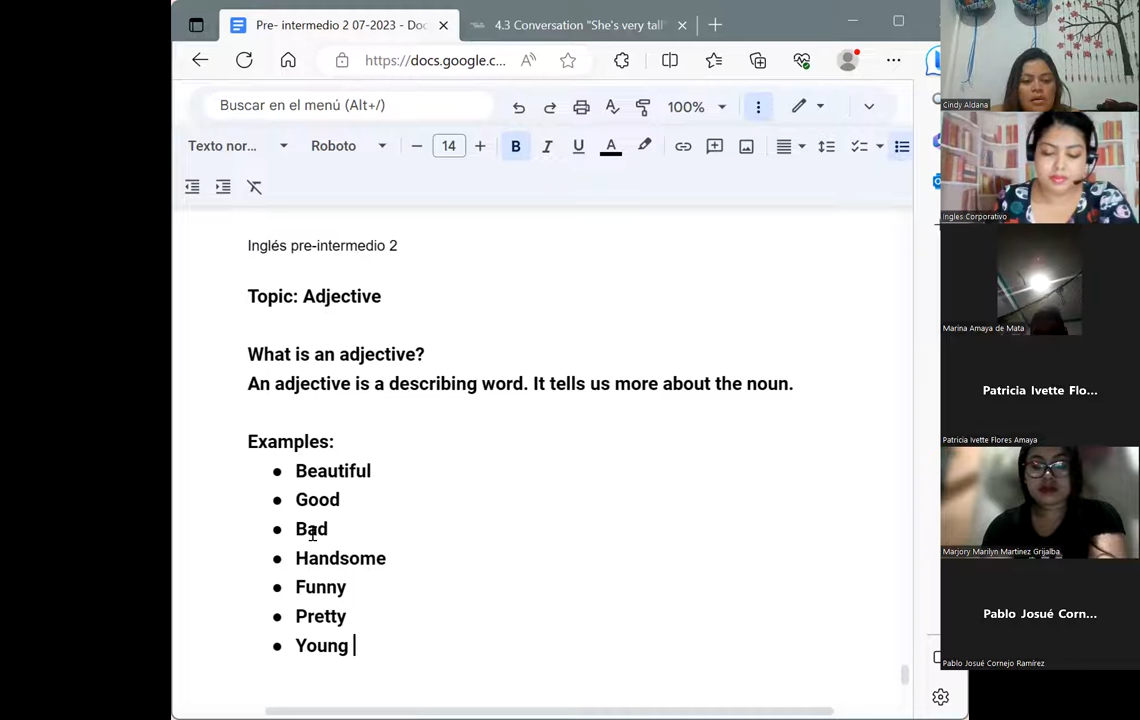 Pre- intermedio 2 07-2023 - Doc
4.3 Conversation "She's very tall"
https://docs.google.c...
Buscar en el menú (Alt+/)
100%
Texto nor...
Roboto
14
B
I
U
A
Inglés pre-intermedio 2
Topic: Adjective
What is an adjective?
An adjective is a describing word. It tells us more about the noun.
Examples:
● Beautiful
● Good
● Bad
● Handsome
● Funny
● Pretty
● Young
Cindy Aldana
Ingles Corporativo
Marina Amaya de Mata
Patricia Ivette Flo...
Patricia Ivette Flores Amaya
Marjory Marilyn Martinez Grijalba
Pablo Josué Corn...
Pablo Josué Cornejo Ramírez